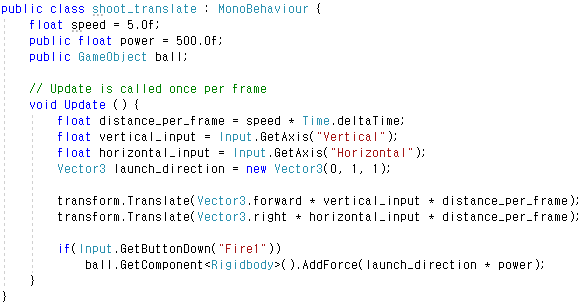 public class shoot_translate : MonoBehaviour {
float speed = 5.0f;
public float power = 500.0f;
public GameObject ball;
// Update is called once per frame
void Update () {
float distance_per_frame = speed * Time.deltaTime;
float vertical_input = Input.GetAxis("Vertical");
float horizontal_input = Input.GetAxis("Horizontal");
Vector3 launch_direction = new Vector3(0, 1, 1);
transform.Translate(Vector3.forward * vertical_input * distance_per_frame);
transform.Translate(Vector3.right * horizontal_input * distance_per_frame);
if(Input.GetButtonDown("Fire1"))
ball.GetComponent<Rigidbody>().AddForce(launch_direction * power);
}
}